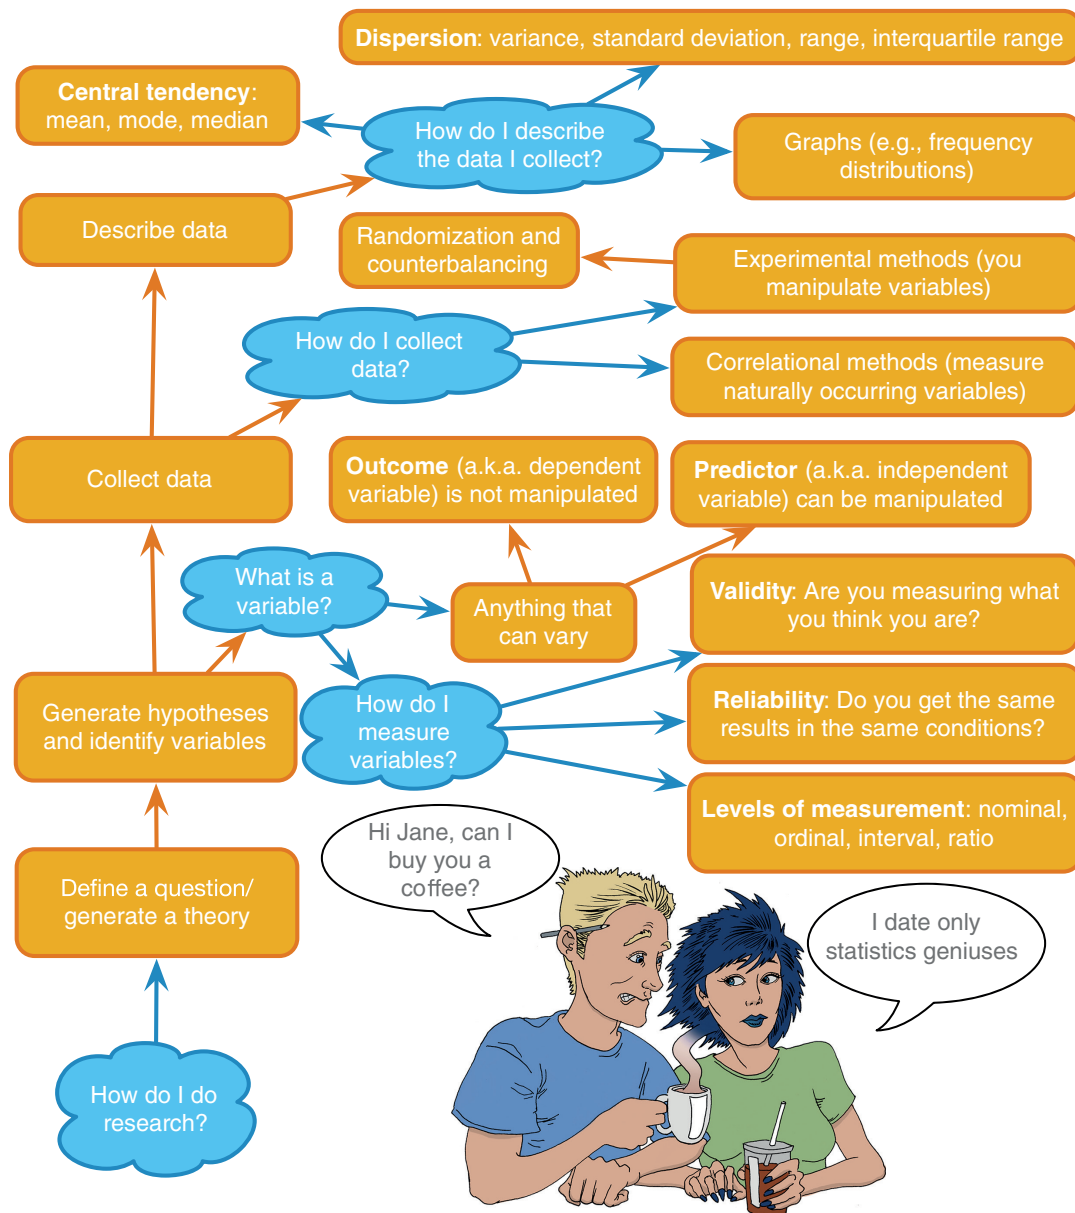 Dispersion: variance, standard deviation, range, interquartile range
Central tendency:
mean, mode, median
How do I describe
the data I collect?
Graphs (e.g., frequency
distributions)
Describe data
Randomization and
counterbalancing
Experimental methods (you
manipulate variables)
How do I collect
data?
Correlational methods (measure
naturally occurring variables)
Collect data
Outcome (a.k.a. dependent
variable) is not manipulated
Predictor (a.k.a. independent
variable) can be manipulated
What is a
variable?
Anything that
can vary
Validity: Are you measuring what
you think you are?
Generate hypotheses
and identify variables
How do I
measure
variables?
Reliability: Do you get the same
results in the same conditions?
Levels of measurement: nominal,
ordinal, interval, ratio
Hi Jane, can I
buy you a
coffee?
Define a question/
generate a theory
I date only
statistics geniuses
How do I do
research?